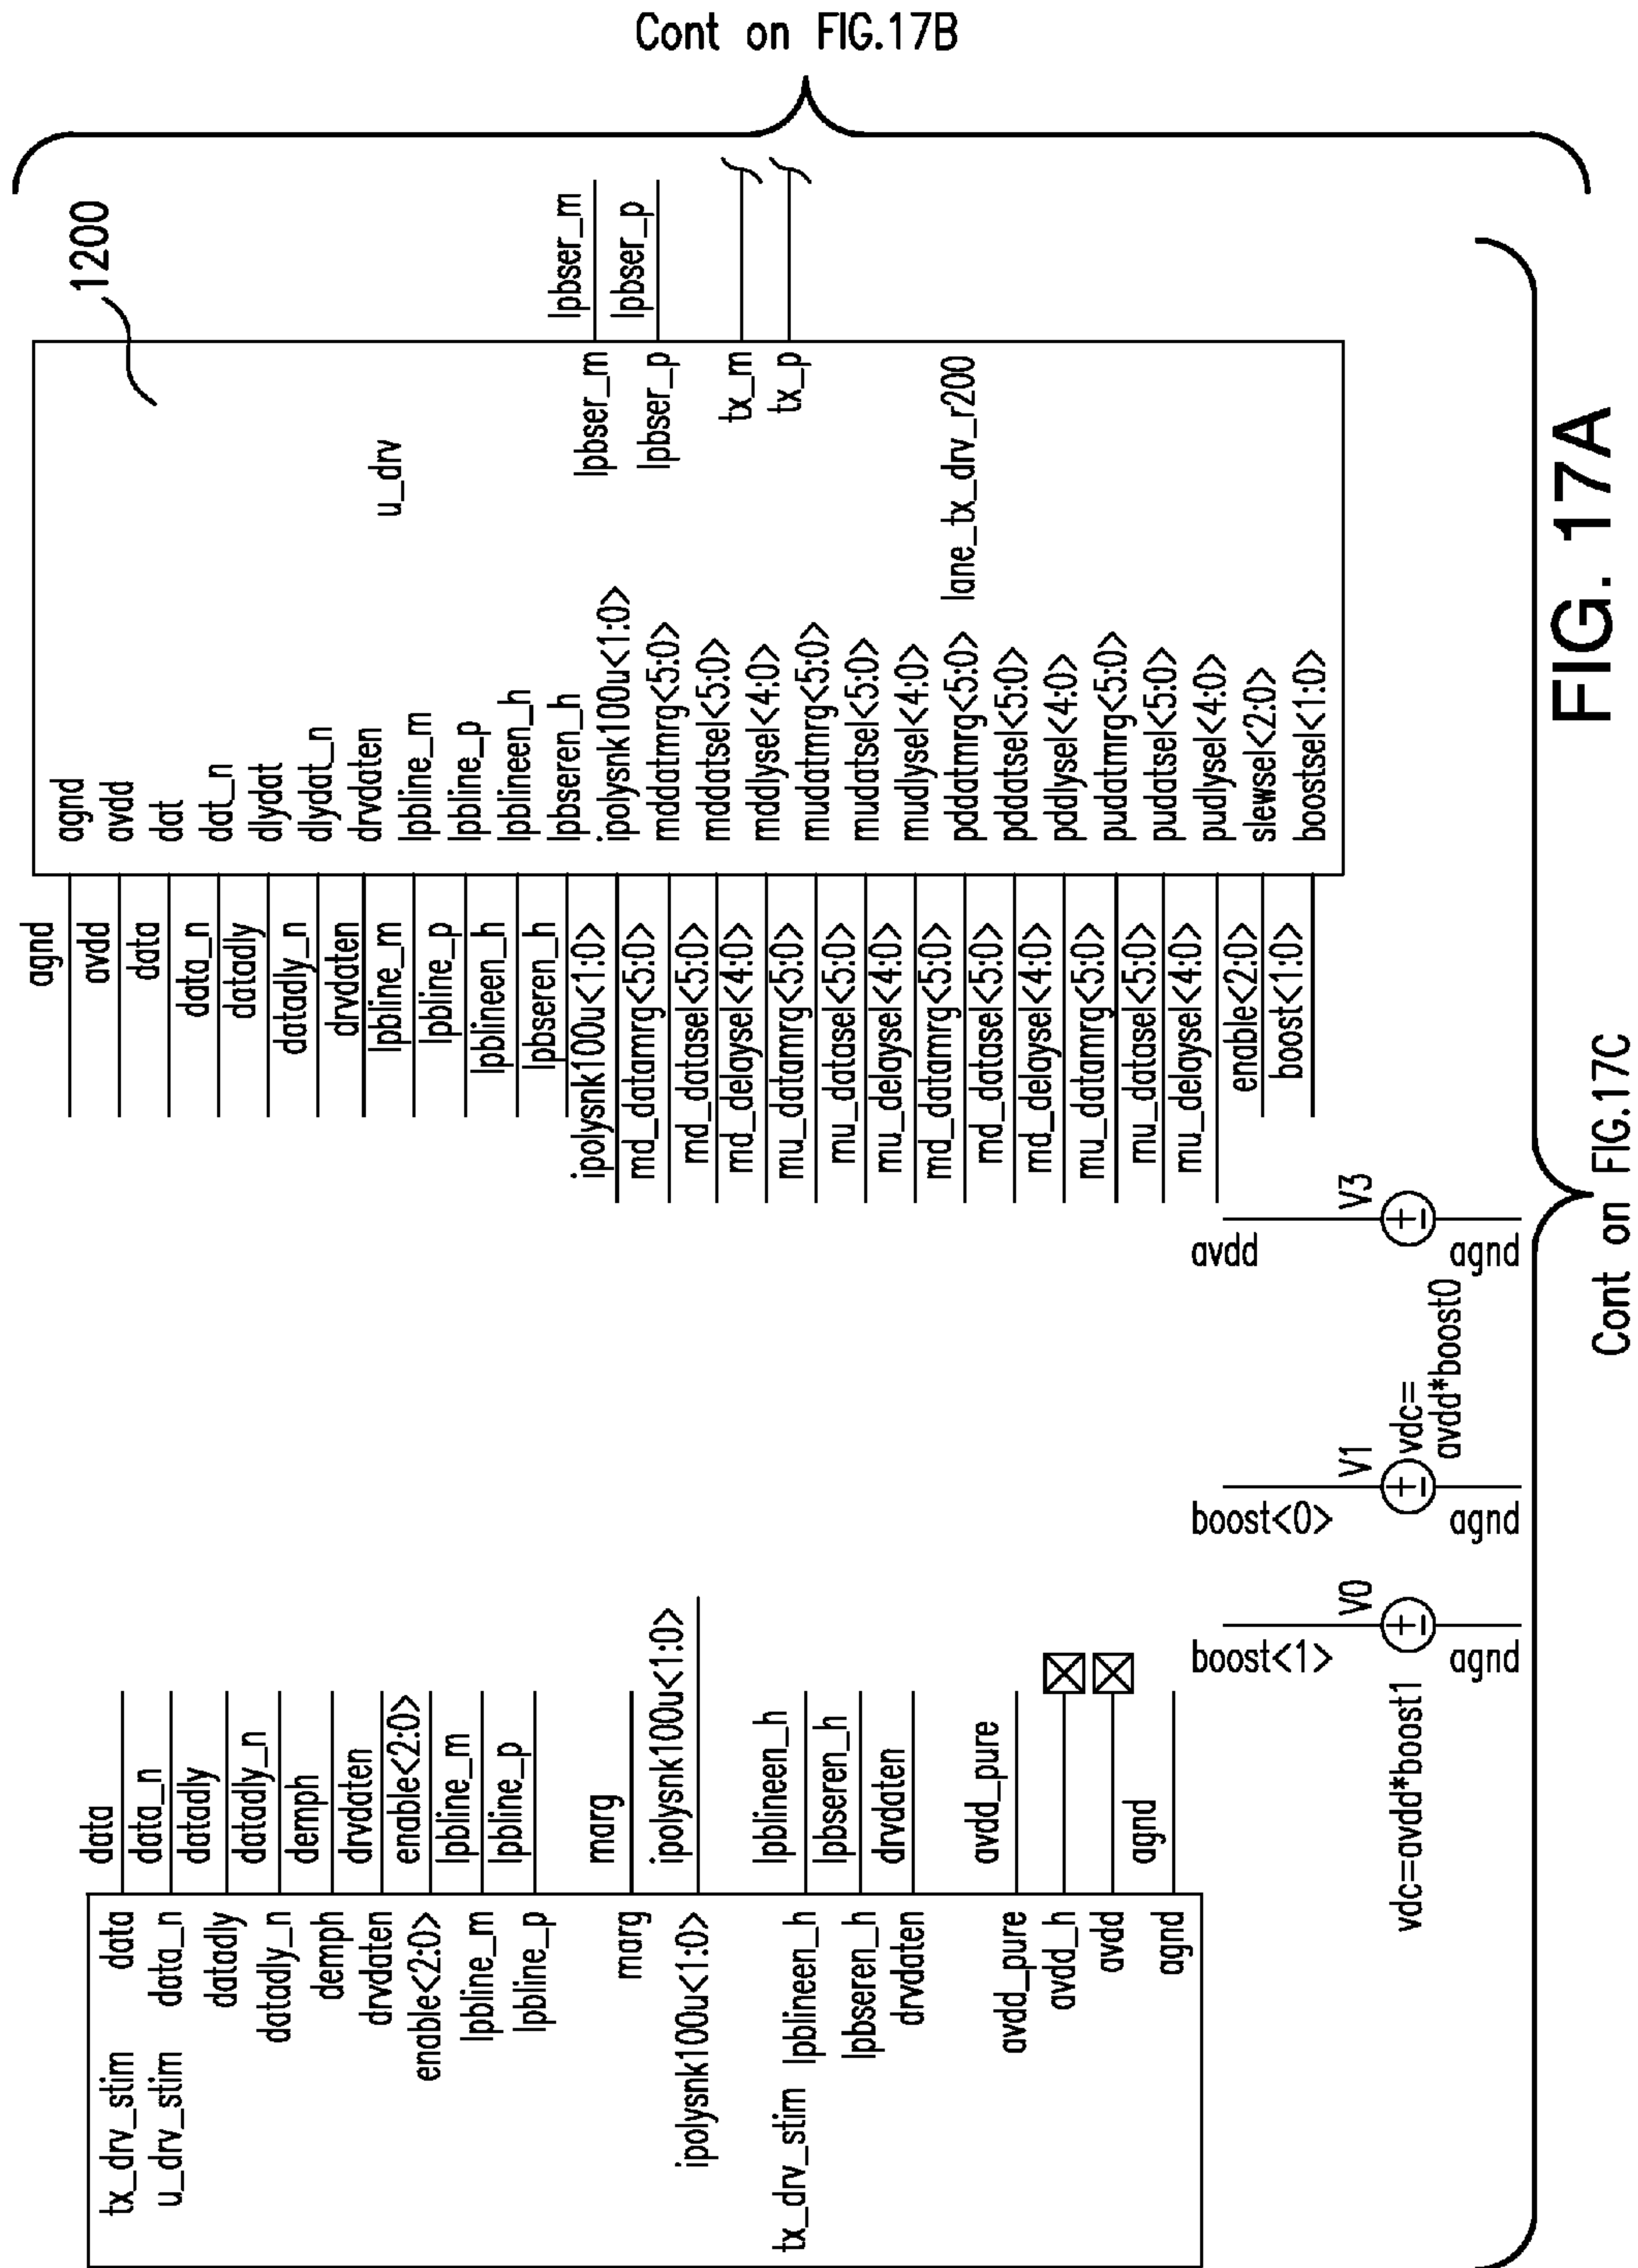 Cont on FIG.17B
1200
agnd
avdd
data
data_n
datadly
datadly_n
drvdaten
lpbline_m
lpbline_p
lpblineen_h
lpbseren_h
ipolysnk100u<1:0>
md_datamrg<5:0>
md_datasel<5:0>
md_delaysel<4:0>
mu_datamrg<5:0>
mu_datasel<5:0>
mu_delaysel<4:0>
md_datamrg<5:0>
md_datasel<5:0>
md_delaysel<4:0>
mu_datamrg<5:0>
mu_datasel<5:0>
mu_delaysel<4:0>
enable<2:0>
boost<1:0>
agnd
avdd
dat
dat_n
dlydat
dlydat_n
drvdaten
lpbline_m
lpbline_p
lpblineen_h
lpbseren_h
ipolysnk100u<1:0>
mddatmrg<5:0>
mddatsel<5:0>
mddlysel<4:0>
mudatmrg<5:0>
mudatsel<5:0>
mudlysel<4:0>
pddatmrg<5:0>
pddatsel<5:0>
pddlysel<4:0>
pudatmrg<5:0>
pudatsel<5:0>
pudlysel<4:0>
slewsel<2:0>
boostsel<1:0>
u_drv
lane_tx_drv_r200
lpbser_m
lpbser_p
tx_m
tx_p
lpbser_m
lpbser_p
tx_drv_stim
u_drv_stim
tx_drv_stim
data
data_n
datadly
datadly_n
demph
drvdaten
enable<2:0>
lpbline_m
lpbline_p
marg
ipolysnk100u<1:0>
lpblineen_h
lpbseren_h
drvdaten
avdd_pure
avdd_h
avdd
agnd
data
data_n
datadly
datadly_n
demph
drvdaten
enable<2:0>
lpbline_m
lpbline_p
marg
ipolysnk100u<1:0>
lpblineen_h
lpbseren_h
drvdaten
avdd_pure
agnd
boost<1>
V0
+
−
vdc=avdd*boost1
agnd
boost<0>
V1
+
−
vdc=
avdd*boost0
agnd
avdd
V3
+
−
agnd
Cont on FIG.17C
FIG. 17A